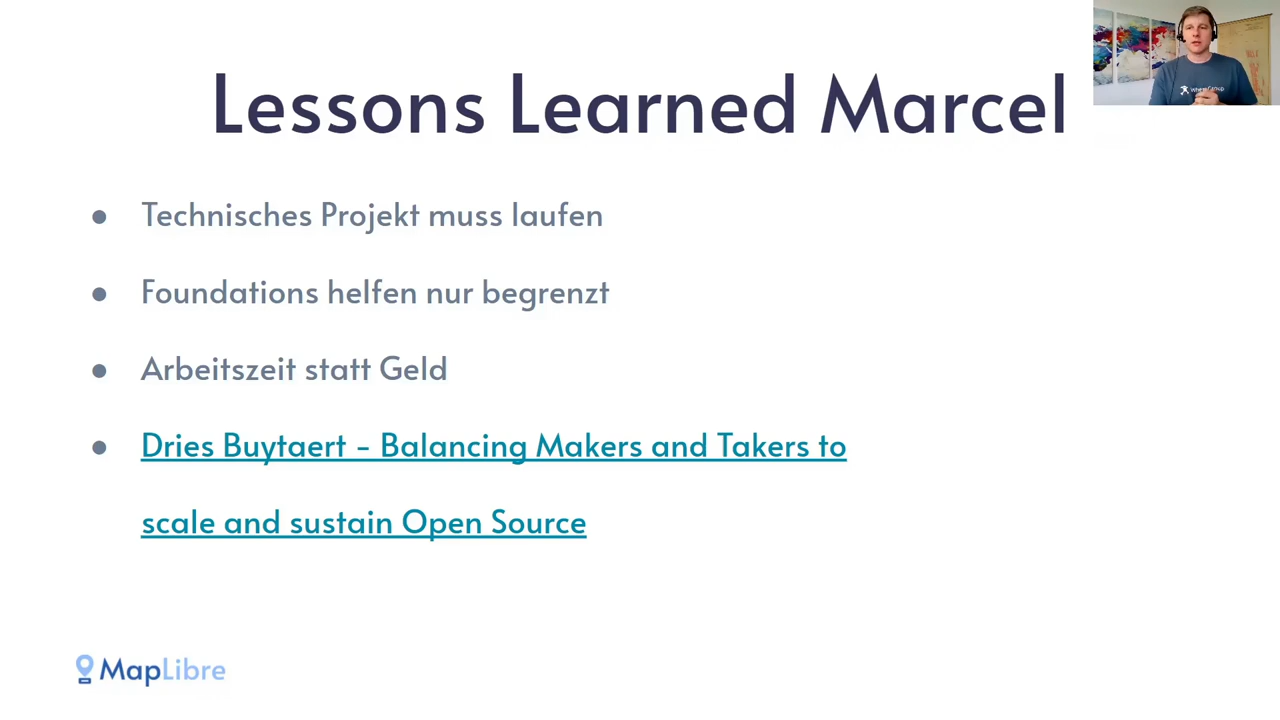 Lessons Learned Marcel
● Technisches Projekt muss laufen
● Foundations helfen nur begrenzt
● Arbeitszeit statt Geld
● Dries Buytaert - Balancing Makers and Takers to
scale and sustain Open Source
MapLibre
WhereGroup